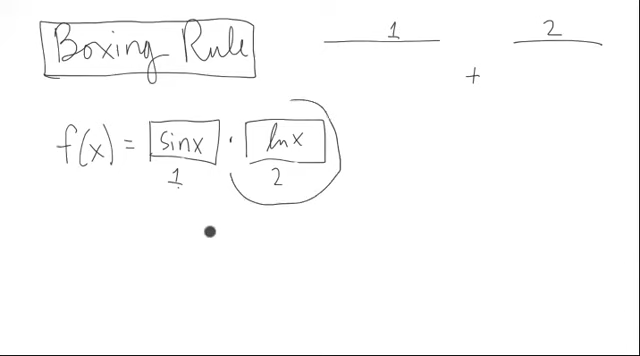 Boxing Rule
1 2
+
f(x) = sinx · lnx
1 2